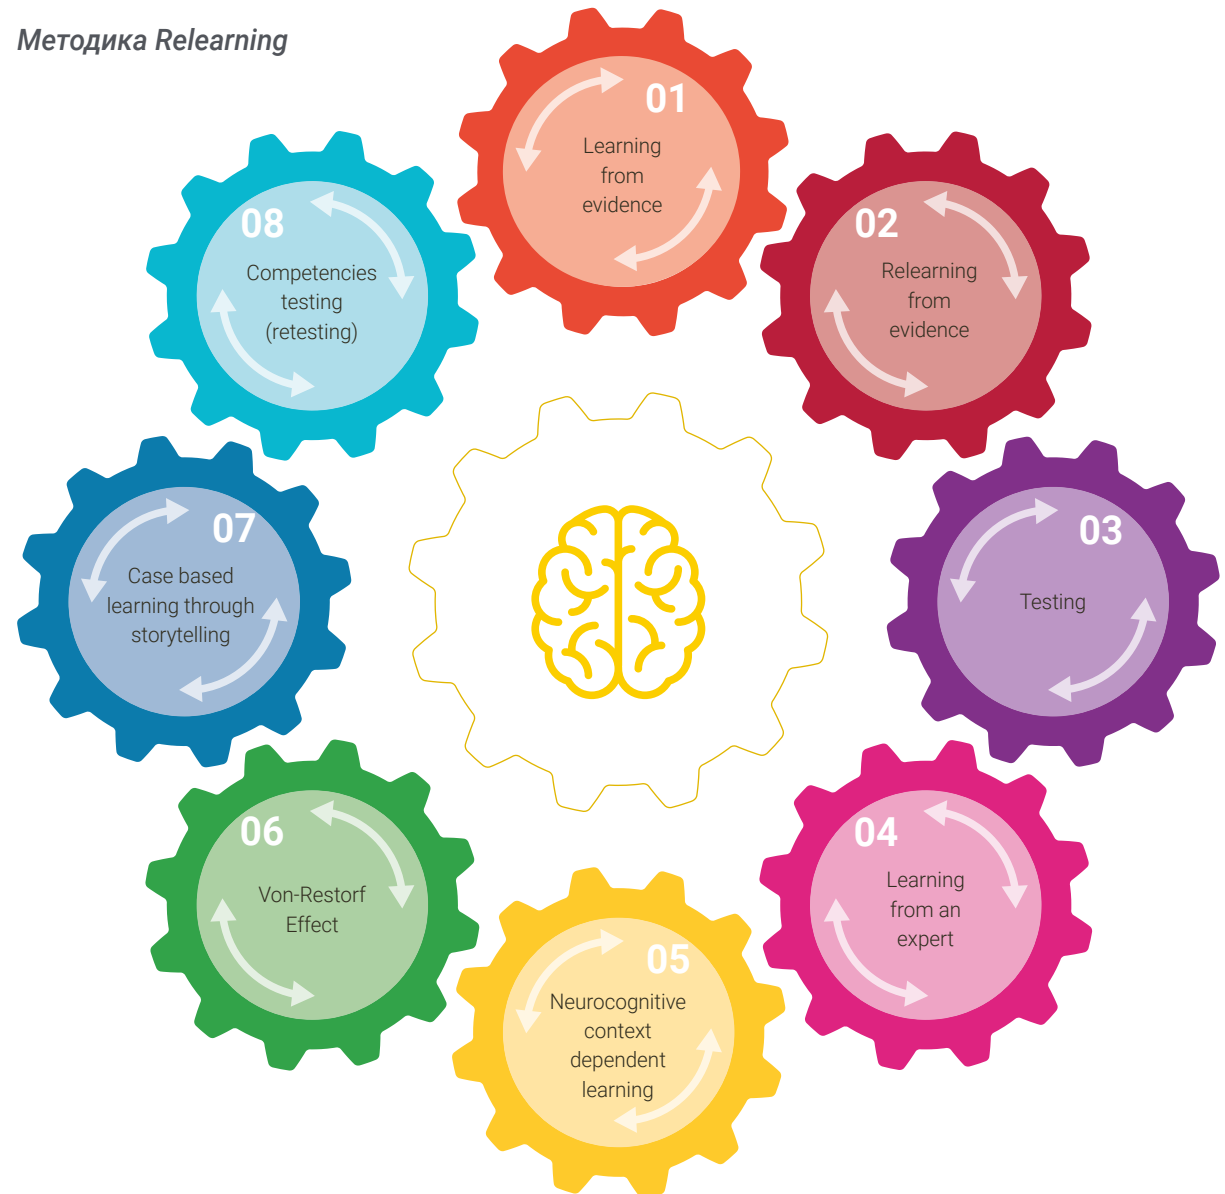 Методика Relearning
01
Learning
from
evidence
02
Relearning
from
evidence
03
Testing
04
Learning
from an
expert
05
Neurocognitive
context
dependent
learning
06
Von-Restorf
Effect
07
Case based
learning through
storytelling
08
Competencies
testing
(retesting)